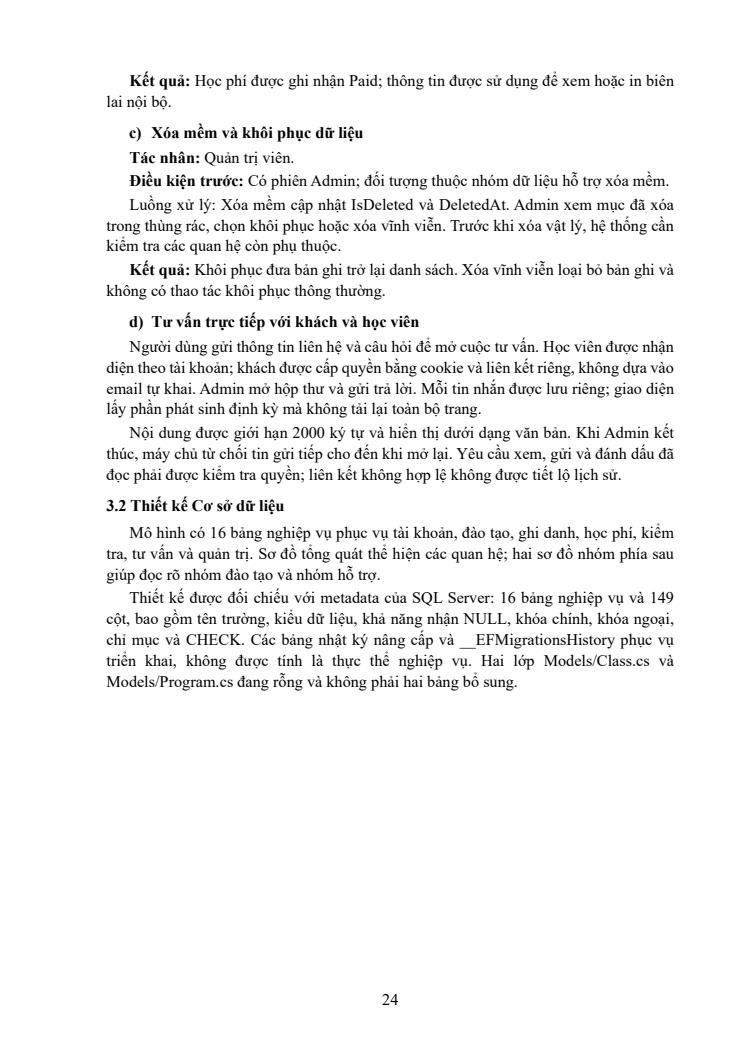 Kết quả: Học phí được ghi nhận Paid; thông tin được sử dụng để xem hoặc in biên
lai nội bộ.
c) Xóa mềm và khôi phục dữ liệu
Tác nhân: Quản trị viên.
Điều kiện trước: Có phiên Admin; đối tượng thuộc nhóm dữ liệu hỗ trợ xóa mềm.
Luồng xử lý: Xóa mềm cập nhật IsDeleted và DeletedAt. Admin xem mục đã xóa
trong thùng rác, chọn khôi phục hoặc xóa vĩnh viễn. Trước khi xóa vật lý, hệ thống cần
kiểm tra các quan hệ còn phụ thuộc.
Kết quả: Khôi phục đưa bản ghi trở lại danh sách. Xóa vĩnh viễn loại bỏ bản ghi và
không có thao tác khôi phục thông thường.
d) Tư vấn trực tiếp với khách và học viên
Người dùng gửi thông tin liên hệ và câu hỏi để mở cuộc tư vấn. Học viên được nhận
diện theo tài khoản; khách được cấp quyền bằng cookie và liên kết riêng, không dựa vào
email tự khai. Admin mở hộp thư và gửi trả lời. Mỗi tin nhắn được lưu riêng; giao diện
lấy phần phát sinh định kỳ mà không tải lại toàn bộ trang.
Nội dung được giới hạn 2000 ký tự và hiển thị dưới dạng văn bản. Khi Admin kết
thúc, máy chủ từ chối tin gửi tiếp cho đến khi mở lại. Yêu cầu xem, gửi và đánh dấu đã
đọc phải được kiểm tra quyền; liên kết không hợp lệ không được tiết lộ lịch sử.
3.2 Thiết kế Cơ sở dữ liệu
Mô hình có 16 bảng nghiệp vụ phục vụ tài khoản, đào tạo, ghi danh, học phí, kiểm
tra, tư vấn và quản trị. Sơ đồ tổng quát thể hiện các quan hệ; hai sơ đồ nhóm phía sau
giúp đọc rõ nhóm đào tạo và nhóm hỗ trợ.
Thiết kế được đối chiếu với metadata của SQL Server: 16 bảng nghiệp vụ và 149
cột, bao gồm tên trường, kiểu dữ liệu, khả năng nhận NULL, khóa chính, khóa ngoại,
chỉ mục và CHECK. Các bảng nhật ký nâng cấp và __EFMigrationsHistory phục vụ
triển khai, không được tính là thực thể nghiệp vụ. Hai lớp Models/Class.cs và
Models/Program.cs đang rỗng và không phải hai bảng bổ sung.
24